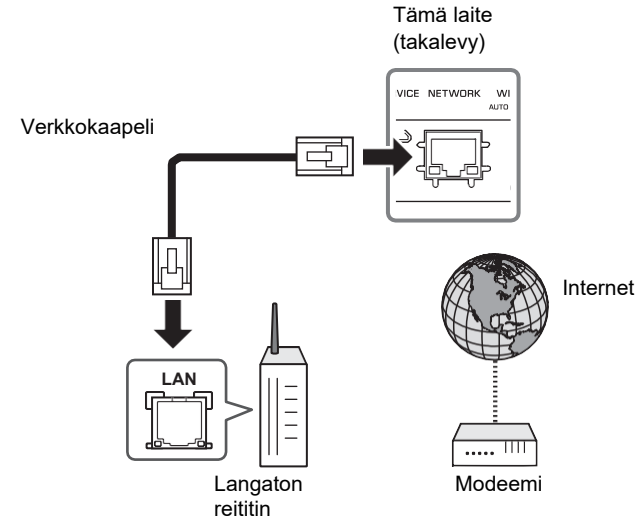 Tämä laite
(takalevy)
VICE NETWORK WI
AUTO
Verkkokaapeli
Internet
LAN
Langaton
reititin
Modeemi